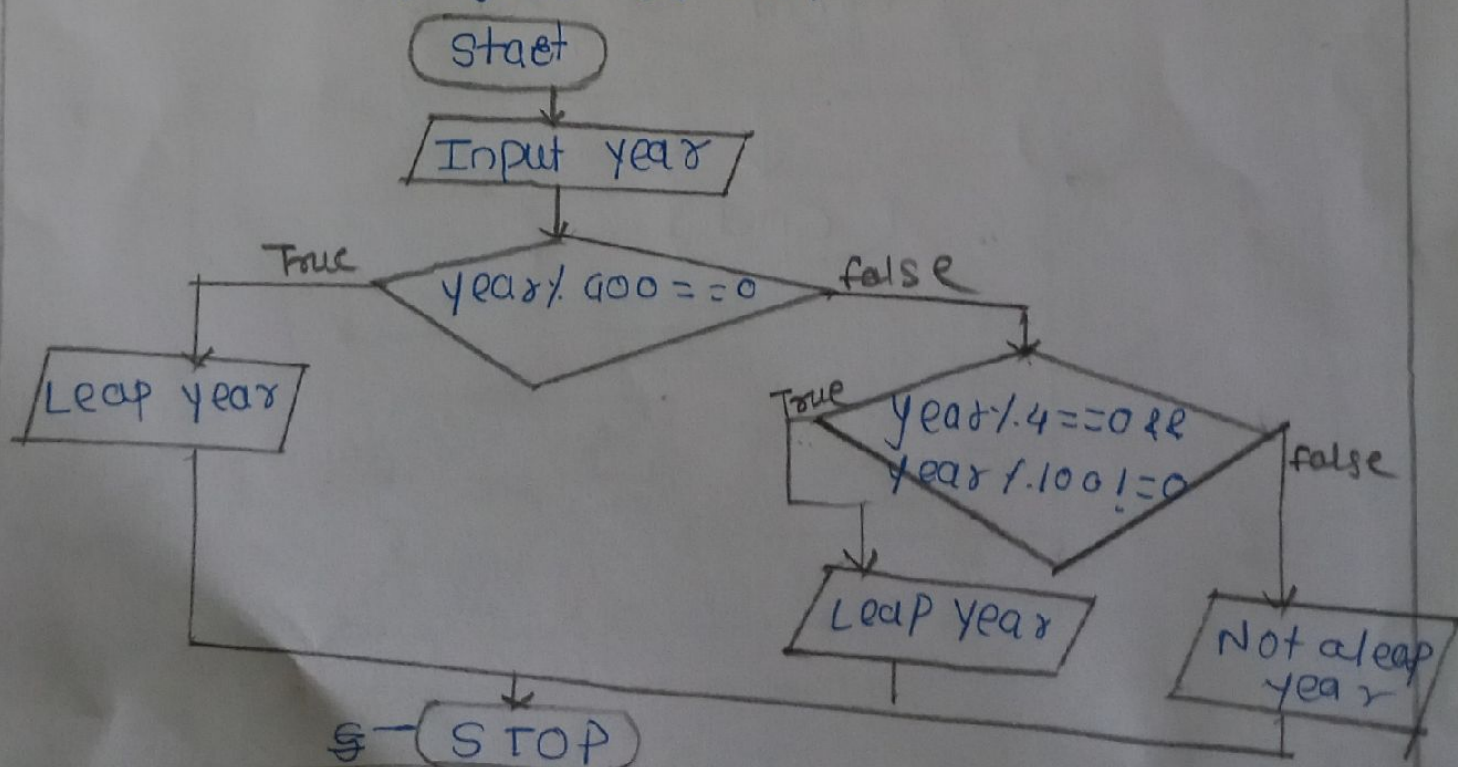 Start
Input year
True
false
year % 400 == 0
Leap year
True
year % 4 == 0 &&
year % 100 != 0
false
Leap year
Not a leap
year
STOP